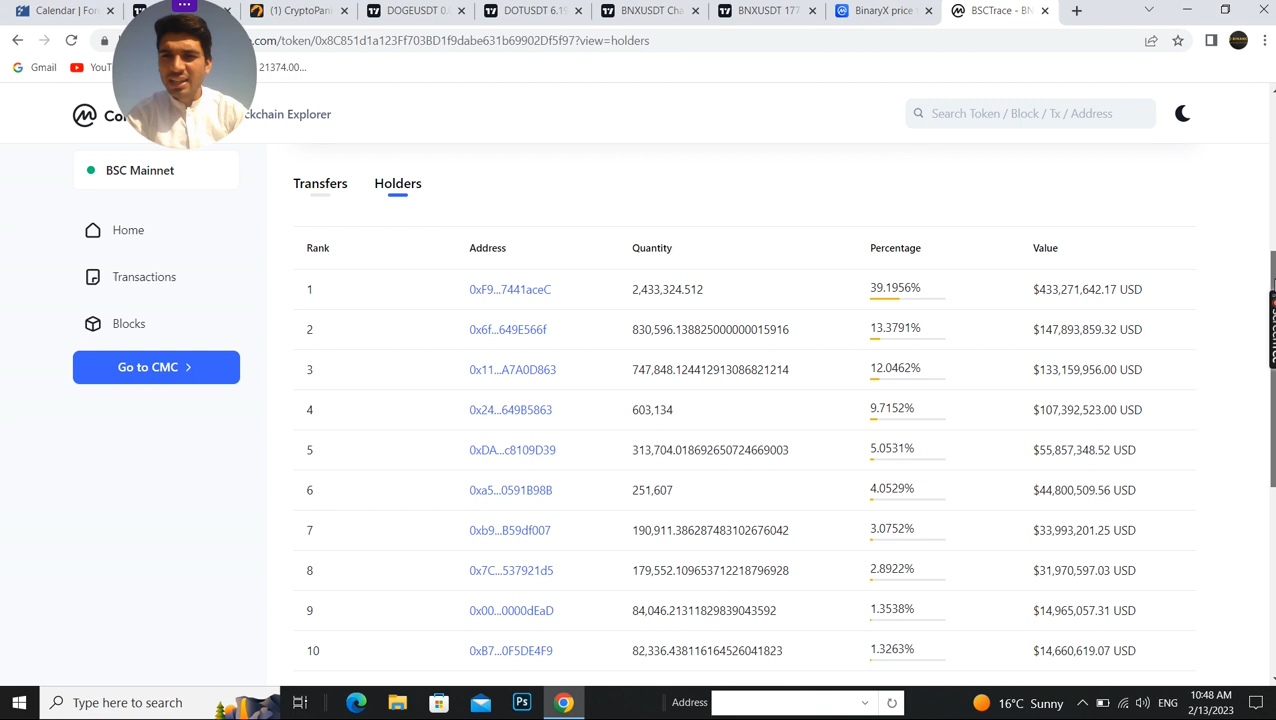 Calendar | Fo
(1014) CryptoPan
DOGEUSDT 0.
DOTUSDT 6.19
BNXUSDT Cha
BNXUSDT 177
BinaryX price
BSCTrace - BN
com/token/0x8C851d1a123Ff703BD1f9dabe631b69902Df5f97?view=holders
Gmail
YouT
21374.00...
Co
ckchain Explorer
Search Token / Block / Tx / Address
BSC Mainnet
Home
Transactions
Blocks
Go to CMC
Transfers Holders
Rank Address Quantity Percentage Value
1 0xF9...7441aceC 2,433,324.512 39.1956% $433,271,642.17 USD
2 0x6f...649E566f 830,596.138825000000015916 13.3791% $147,893,859.32 USD
3 0x11...A7A0D863 747,848.124412913086821214 12.0462% $133,159,956.00 USD
4 0x24...649B5863 603,134 9.7152% $107,392,523.00 USD
5 0xDA...c8109D39 313,704.018692650724669003 5.0531% $55,857,348.52 USD
6 0xa5...0591B98B 251,607 4.0529% $44,800,509.56 USD
7 0xb9...B59df007 190,911.386287483102676042 3.0752% $33,993,201.25 USD
8 0x7C...537921d5 179,552.109653712218796928 2.8922% $31,970,597.03 USD
9 0x00...0000dEaD 84,046.21311829839043592 1.3538% $14,965,057.31 USD
10 0xB7...0F5DE4F9 82,336.438116164526041823 1.3263% $14,660,619.07 USD
Type here to search
Ps
Address
16°C Sunny
ENG
10:48 AM
2/13/2023